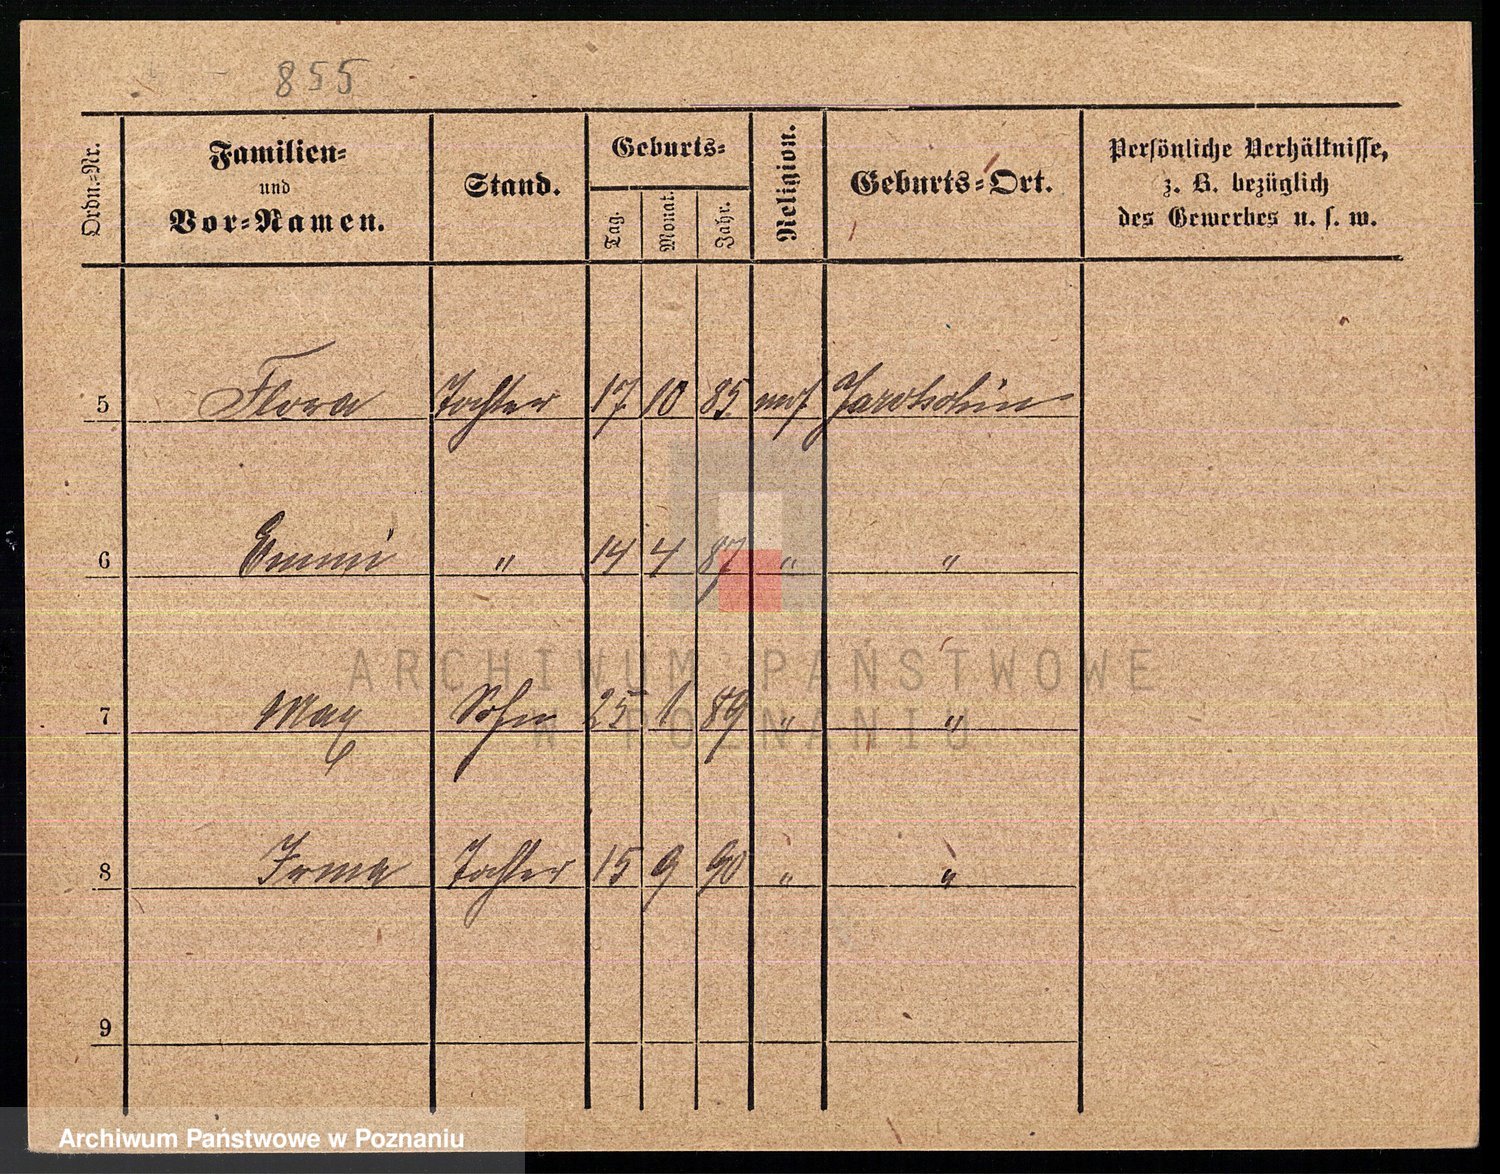 855
Ordn.-Nr.
Familien-
und
Vor-Namen.
Stand.
Geburts-
Tag.
Monat.
Jahr.
Religion.
Geburts-Ort.
Persönliche Verhältnisse,
z. B. bezüglich
des Gewerbes u. s. w.
5 Flora Tochter 17 10 85 mos. Jarotschin
6 Emmi " 14 4 87 " "
7 Max Sohn 25 1 89 " "
8 Irma Tochter 15 9 90 " "
9
ARCHIWUM PAŃSTWOWE
W POZNANIU
Archiwum Państwowe w Poznaniu